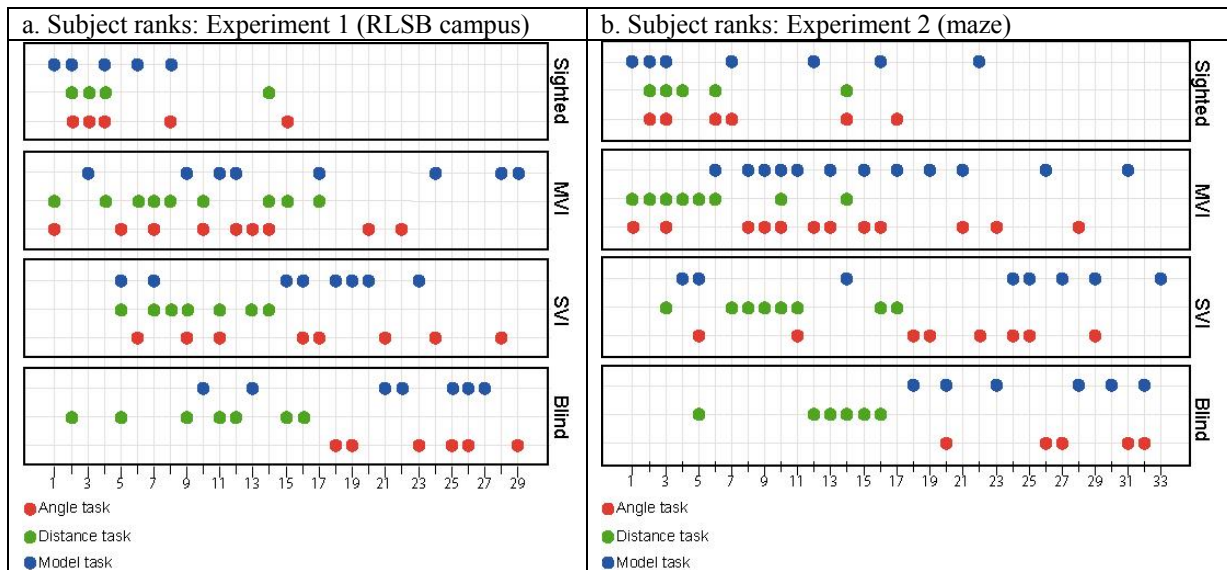 a. Subject ranks: Experiment 1 (RLSB campus)
Sighted
MVI
SVI
Blind
1 3 5 7 9 11 13 15 17 19 21 23 25 27 29
Angle task
Distance task
Model task
b. Subject ranks: Experiment 2 (maze)
Sighted
MVI
SVI
Blind
1 3 5 7 9 11 13 15 17 19 21 23 25 27 29 31 33
Angle task
Distance task
Model task